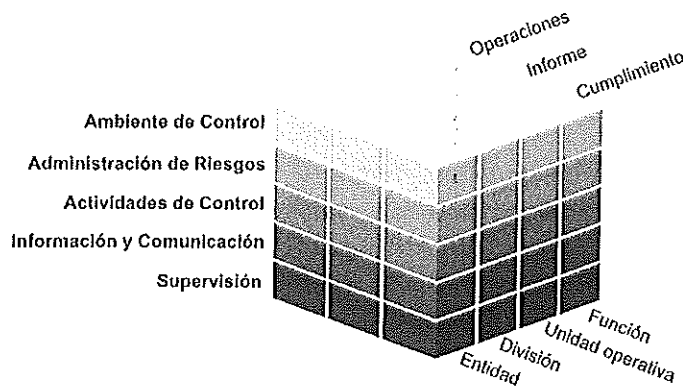 Operaciones
Informe
Cumplimiento
Ambiente de Control
Administración de Riesgos
Actividades de Control
Información y Comunicación
Supervisión
Entidad
División
Unidad operativa
Función